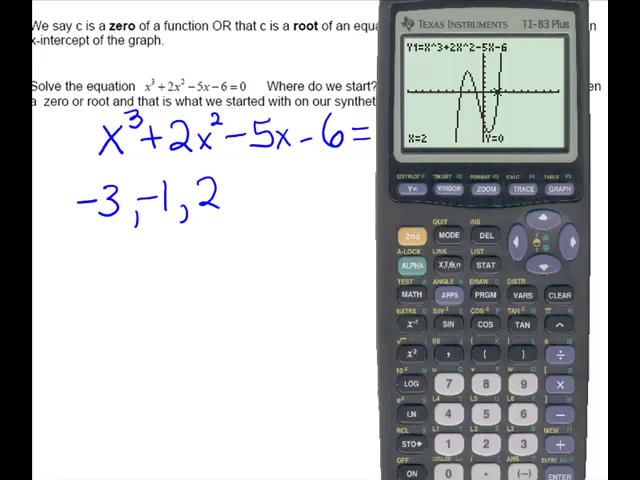 We say c is a zero of a function OR that c is a root of an equa
x-intercept of the graph.
Solve the equation x³ + 2x² − 5x − 6 = 0 Where do we start?
a zero or root and that is what we started with on our synthet
x³ + 2x² − 5x − 6 =
−3, −1, 2
TEXAS INSTRUMENTS TI-83 Plus
Y1=X^3+2X^2-5X-6
X=2 Y=0
STAT PLOT F1 TBLSET F2 FORMAT F3 CALC F4 TABLE F5
Y= WINDOW ZOOM TRACE GRAPH
QUIT INS
2nd MODE DEL
A-LOCK LINK LIST
ALPHA X,T,Θ,n STAT
TEST A ANGLE B DRAW C DISTR
MATH APPS PRGM VARS CLEAR
MATRX D SIN⁻¹ E COS⁻¹ F TAN⁻¹ G π H
x⁻¹ SIN COS TAN ^
√ I EE J { K } L e M
x² , ( ) ÷
10ˣ N u O v P w Q [ R
LOG 7 8 9 ×
eˣ S L4 T L5 U L6 V ] W
LN 4 5 6 −
RCL X L1 Y L2 Z L3 θ MEM "
STO▸ 1 2 3 +
OFF CATALOG i ANS ? ENTRY SOLVE
ON 0 . (−) ENTER